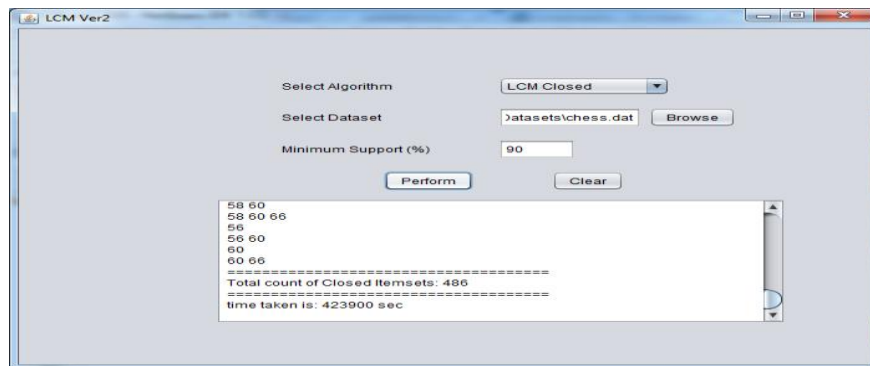 LCM Ver2
Select Algorithm LCM Closed
Select Dataset Datasets\chess.dat Browse
Minimum Support (%) 90
Perform Clear
58 60
58 60 66
56
56 60
60
60 66
=====================================
Total count of Closed Itemsets: 486
=====================================
time taken is: 423900 sec